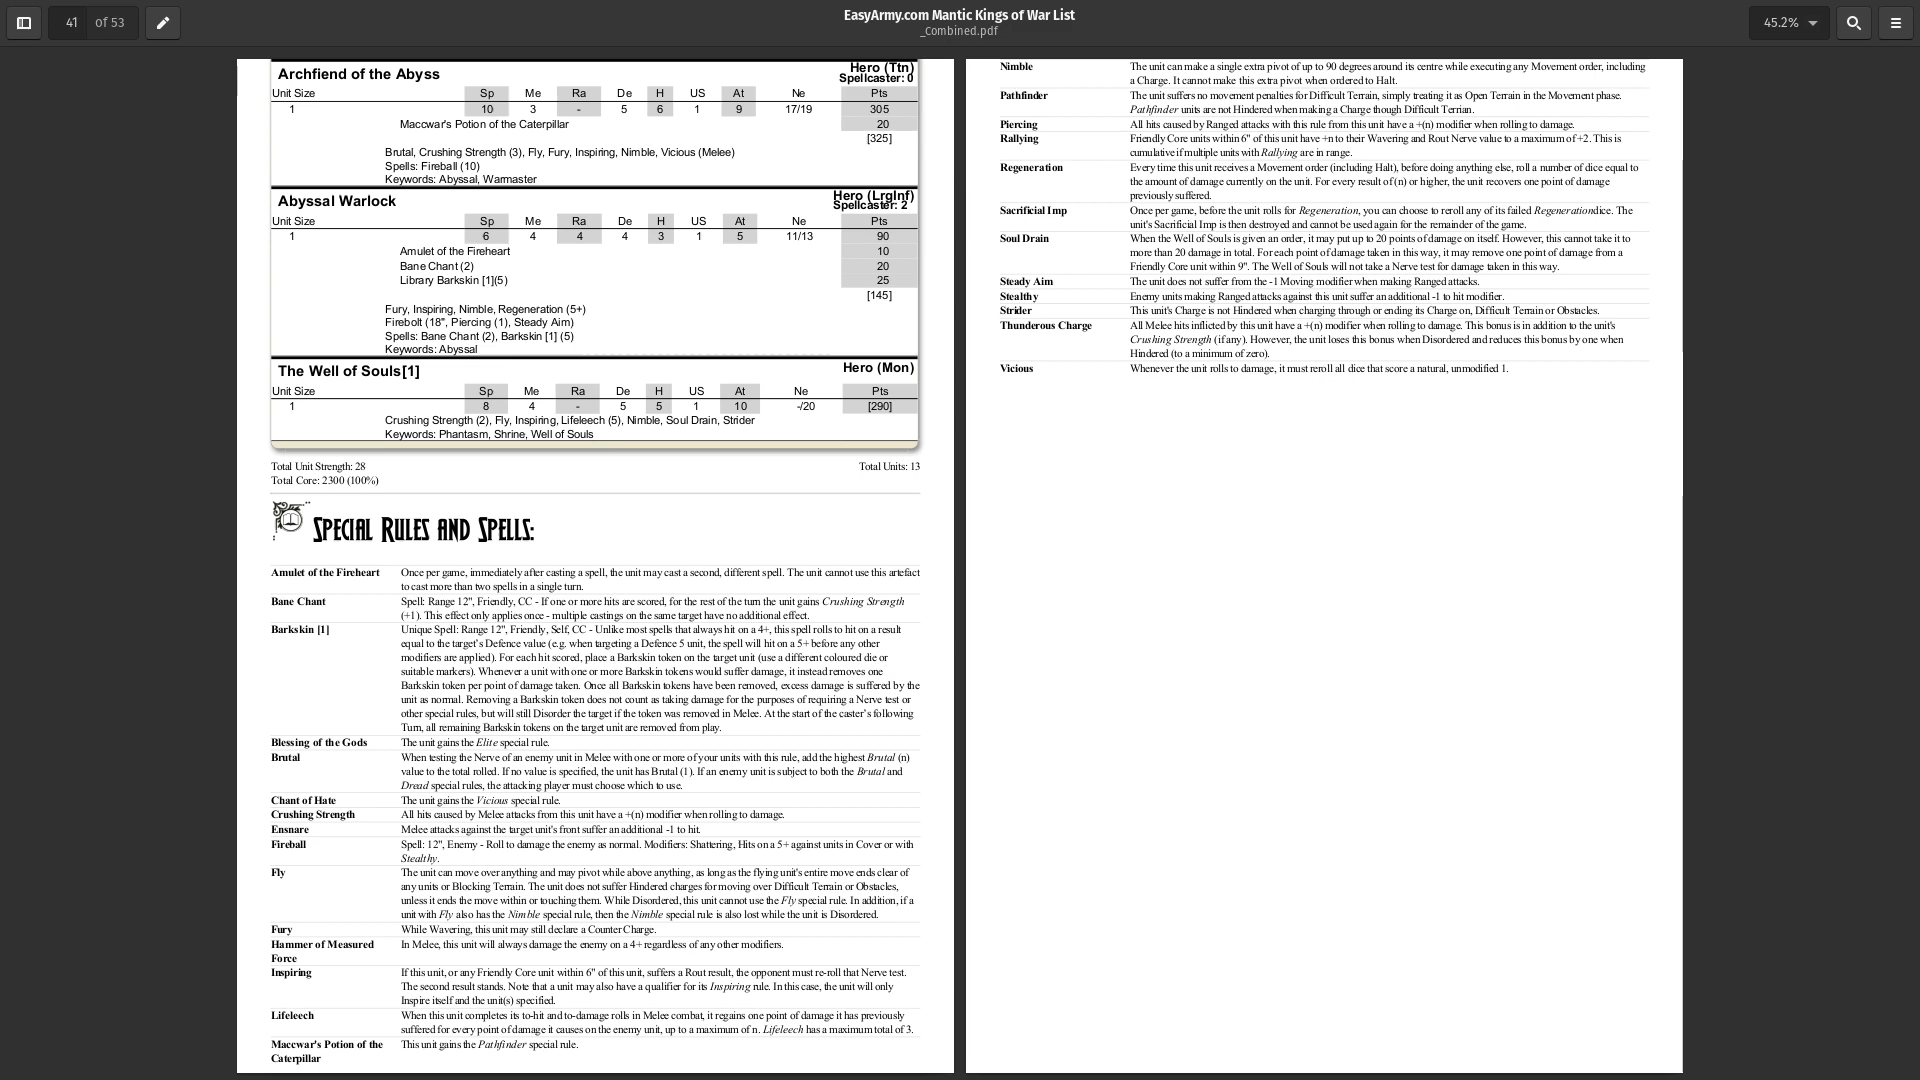 41 of 53
EasyArmy.com Mantic Kings of War List
_Combined.pdf
45.2%
Archfiend of the Abyss
Hero (Ttn)
Spellcaster: 0
Unit Size Sp Me Ra De H US At Ne Pts
1 10 3 - 5 6 1 9 17/19 305
Maccwar's Potion of the Caterpillar 20
[325]
Brutal, Crushing Strength (3), Fly, Fury, Inspiring, Nimble, Vicious (Melee)
Spells: Fireball (10)
Keywords: Abyssal, Warmaster
Abyssal Warlock
Hero (LrgInf)
Spellcaster: 2
Unit Size Sp Me Ra De H US At Ne Pts
1 6 4 4 4 3 1 5 11/13 90
Amulet of the Fireheart 10
Bane Chant (2) 20
Library Barkskin [1](5) 25
[145]
Fury, Inspiring, Nimble, Regeneration (5+)
Firebolt (18", Piercing (1), Steady Aim)
Spells: Bane Chant (2), Barkskin [1] (5)
Keywords: Abyssal
The Well of Souls[1]
Hero (Mon)
Unit Size Sp Me Ra De H US At Ne Pts
1 8 4 - 5 5 1 10 -/20 [290]
Crushing Strength (2), Fly, Inspiring, Lifeleech (5), Nimble, Soul Drain, Strider
Keywords: Phantasm, Shrine, Well of Souls
Total Unit Strength: 28 Total Units: 13
Total Core: 2300 (100%)
Special Rules and Spells:
Amulet of the Fireheart Once per game, immediately after casting a spell, the unit may cast a second, different spell. The unit cannot use this artefact
to cast more than two spells in a single turn.
Bane Chant Spell: Range 12", Friendly, CC - If one or more hits are scored, for the rest of the turn the unit gains Crushing Strength
(+1). This effect only applies once - multiple castings on the same target have no additional effect.
Barkskin [1] Unique Spell: Range 12", Friendly, Self, CC - Unlike most spells that always hit on a 4+, this spell rolls to hit on a result
equal to the target's Defence value (e.g. when targeting a Defence 5 unit, the spell will hit on a 5+ before any other
modifiers are applied). For each hit scored, place a Barkskin token on the target unit (use a different coloured die or
suitable markers). Whenever a unit with one or more Barkskin tokens would suffer damage, it instead removes one
Barkskin token per point of damage taken. Once all Barkskin tokens have been removed, excess damage is suffered by the
unit as normal. Removing a Barkskin token does not count as taking damage for the purposes of requiring a Nerve test or
other special rules, but will still Disorder the target if the token was removed in Melee. At the start of the caster's following
Turn, all remaining Barkskin tokens on the target unit are removed from play.
Blessing of the Gods The unit gains the Elite special rule.
Brutal When testing the Nerve of an enemy unit in Melee with one or more of your units with this rule, add the highest Brutal (n)
value to the total rolled. If no value is specified, the unit has Brutal (1). If an enemy unit is subject to both the Brutal and
Dread special rules, the attacking player must choose which to use.
Chant of Hate The unit gains the Vicious special rule.
Crushing Strength All hits caused by Melee attacks from this unit have a +(n) modifier when rolling to damage.
Ensnare Melee attacks against the target unit's front suffer an additional -1 to hit.
Fireball Spell: 12", Enemy - Roll to damage the enemy as normal. Modifiers: Shattering, Hits on a 5+ against units in Cover or with
Stealthy.
Fly The unit can move over anything and may pivot while above anything, as long as the flying unit's entire move ends clear of
any units or Blocking Terrain. The unit does not suffer Hindered charges for moving over Difficult Terrain or Obstacles,
unless it ends the move within or touching them. While Disordered, this unit cannot use the Fly special rule. In addition, if a
unit with Fly also has the Nimble special rule, then the Nimble special rule is also lost while the unit is Disordered.
Fury While Wavering, this unit may still declare a Counter Charge.
Hammer of Measured In Melee, this unit will always damage the enemy on a 4+ regardless of any other modifiers.
Force
Inspiring If this unit, or any Friendly Core unit within 6" of this unit, suffers a Rout result, the opponent must re-roll that Nerve test.
The second result stands. Note that a unit may also have a qualifier for its Inspiring rule. In this case, the unit will only
Inspire itself and the unit(s) specified.
Lifeleech When this unit completes its to-hit and to-damage rolls in Melee combat, it regains one point of damage it has previously
suffered for every point of damage it causes on the enemy unit, up to a maximum of n. Lifeleech has a maximum total of 3.
Maccwar's Potion of the This unit gains the Pathfinder special rule.
Caterpillar
Nimble The unit can make a single extra pivot of up to 90 degrees around its centre while executing any Movement order, including
a Charge. It cannot make this extra pivot when ordered to Halt.
Pathfinder The unit suffers no movement penalties for Difficult Terrain, simply treating it as Open Terrain in the Movement phase.
Pathfinder units are not Hindered when making a Charge though Difficult Terrian.
Piercing All hits caused by Ranged attacks with this rule from this unit have a +(n) modifier when rolling to damage.
Rallying Friendly Core units within 6" of this unit have +n to their Wavering and Rout Nerve value to a maximum of +2. This is
cumulative if multiple units with Rallying are in range.
Regeneration Every time this unit receives a Movement order (including Halt), before doing anything else, roll a number of dice equal to
the amount of damage currently on the unit. For every result of (n) or higher, the unit recovers one point of damage
previously suffered.
Sacrificial Imp Once per game, before the unit rolls for Regeneration, you can choose to reroll any of its failed Regenerationdice. The
unit's Sacrificial Imp is then destroyed and cannot be used again for the remainder of the game.
Soul Drain When the Well of Souls is given an order, it may put up to 20 points of damage on itself. However, this cannot take it to
more than 20 damage in total. For each point of damage taken in this way, it may remove one point of damage from a
Friendly Core unit within 9". The Well of Souls will not take a Nerve test for damage taken in this way.
Steady Aim The unit does not suffer from the -1 Moving modifier when making Ranged attacks.
Stealthy Enemy units making Ranged attacks against this unit suffer an additional -1 to hit modifier.
Strider This unit's Charge is not Hindered when charging through or ending its Charge on, Difficult Terrain or Obstacles.
Thunderous Charge All Melee hits inflicted by this unit have a +(n) modifier when rolling to damage. This bonus is in addition to the unit's
Crushing Strength (if any). However, the unit loses this bonus when Disordered and reduces this bonus by one when
Hindered (to a minimum of zero).
Vicious Whenever the unit rolls to damage, it must reroll all dice that score a natural, unmodified 1.